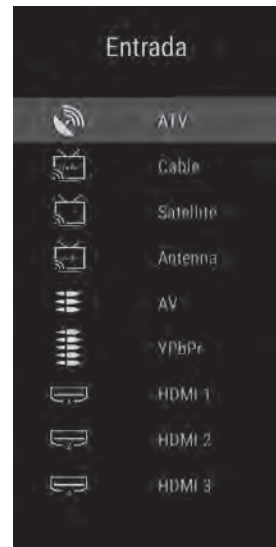 Entrada
ATV
Cable
Satellite
Antenna
AV
YPbPr
HDMI 1
HDMI 2
HDMI 3